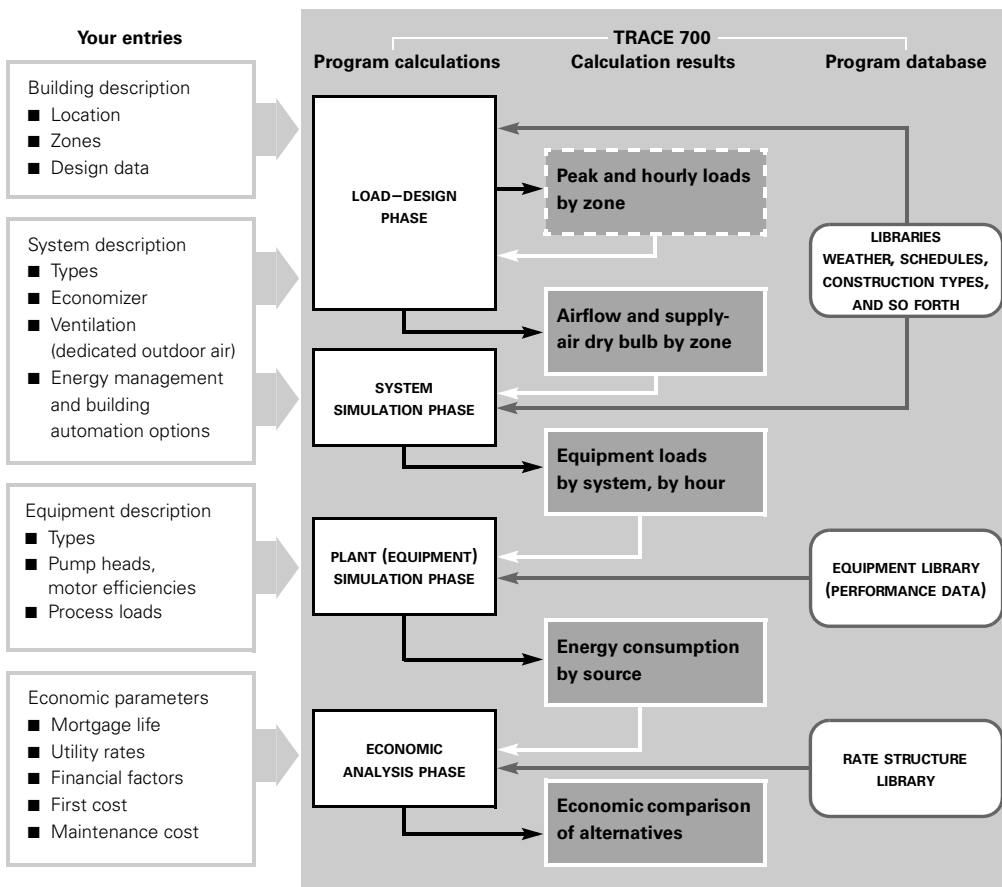 Your entries
Building description
■ Location
■ Zones
■ Design data
System description
■ Types
■ Economizer
■ Ventilation
(dedicated outdoor air)
■ Energy management
and building
automation options
Equipment description
■ Types
■ Pump heads,
motor efficiencies
■ Process loads
Economic parameters
■ Mortgage life
■ Utility rates
■ Financial factors
■ First cost
■ Maintenance cost
TRACE 700
Program calculations
Calculation results
Program database
LOAD–DESIGN
PHASE
Peak and hourly loads
by zone
LIBRARIES
WEATHER, SCHEDULES,
CONSTRUCTION TYPES,
AND SO FORTH
Airflow and supply-
air dry bulb by zone
SYSTEM
SIMULATION PHASE
Equipment loads
by system, by hour
PLANT (EQUIPMENT)
SIMULATION PHASE
EQUIPMENT LIBRARY
(PERFORMANCE DATA)
Energy consumption
by source
ECONOMIC
ANALYSIS PHASE
RATE STRUCTURE
LIBRARY
Economic comparison
of alternatives